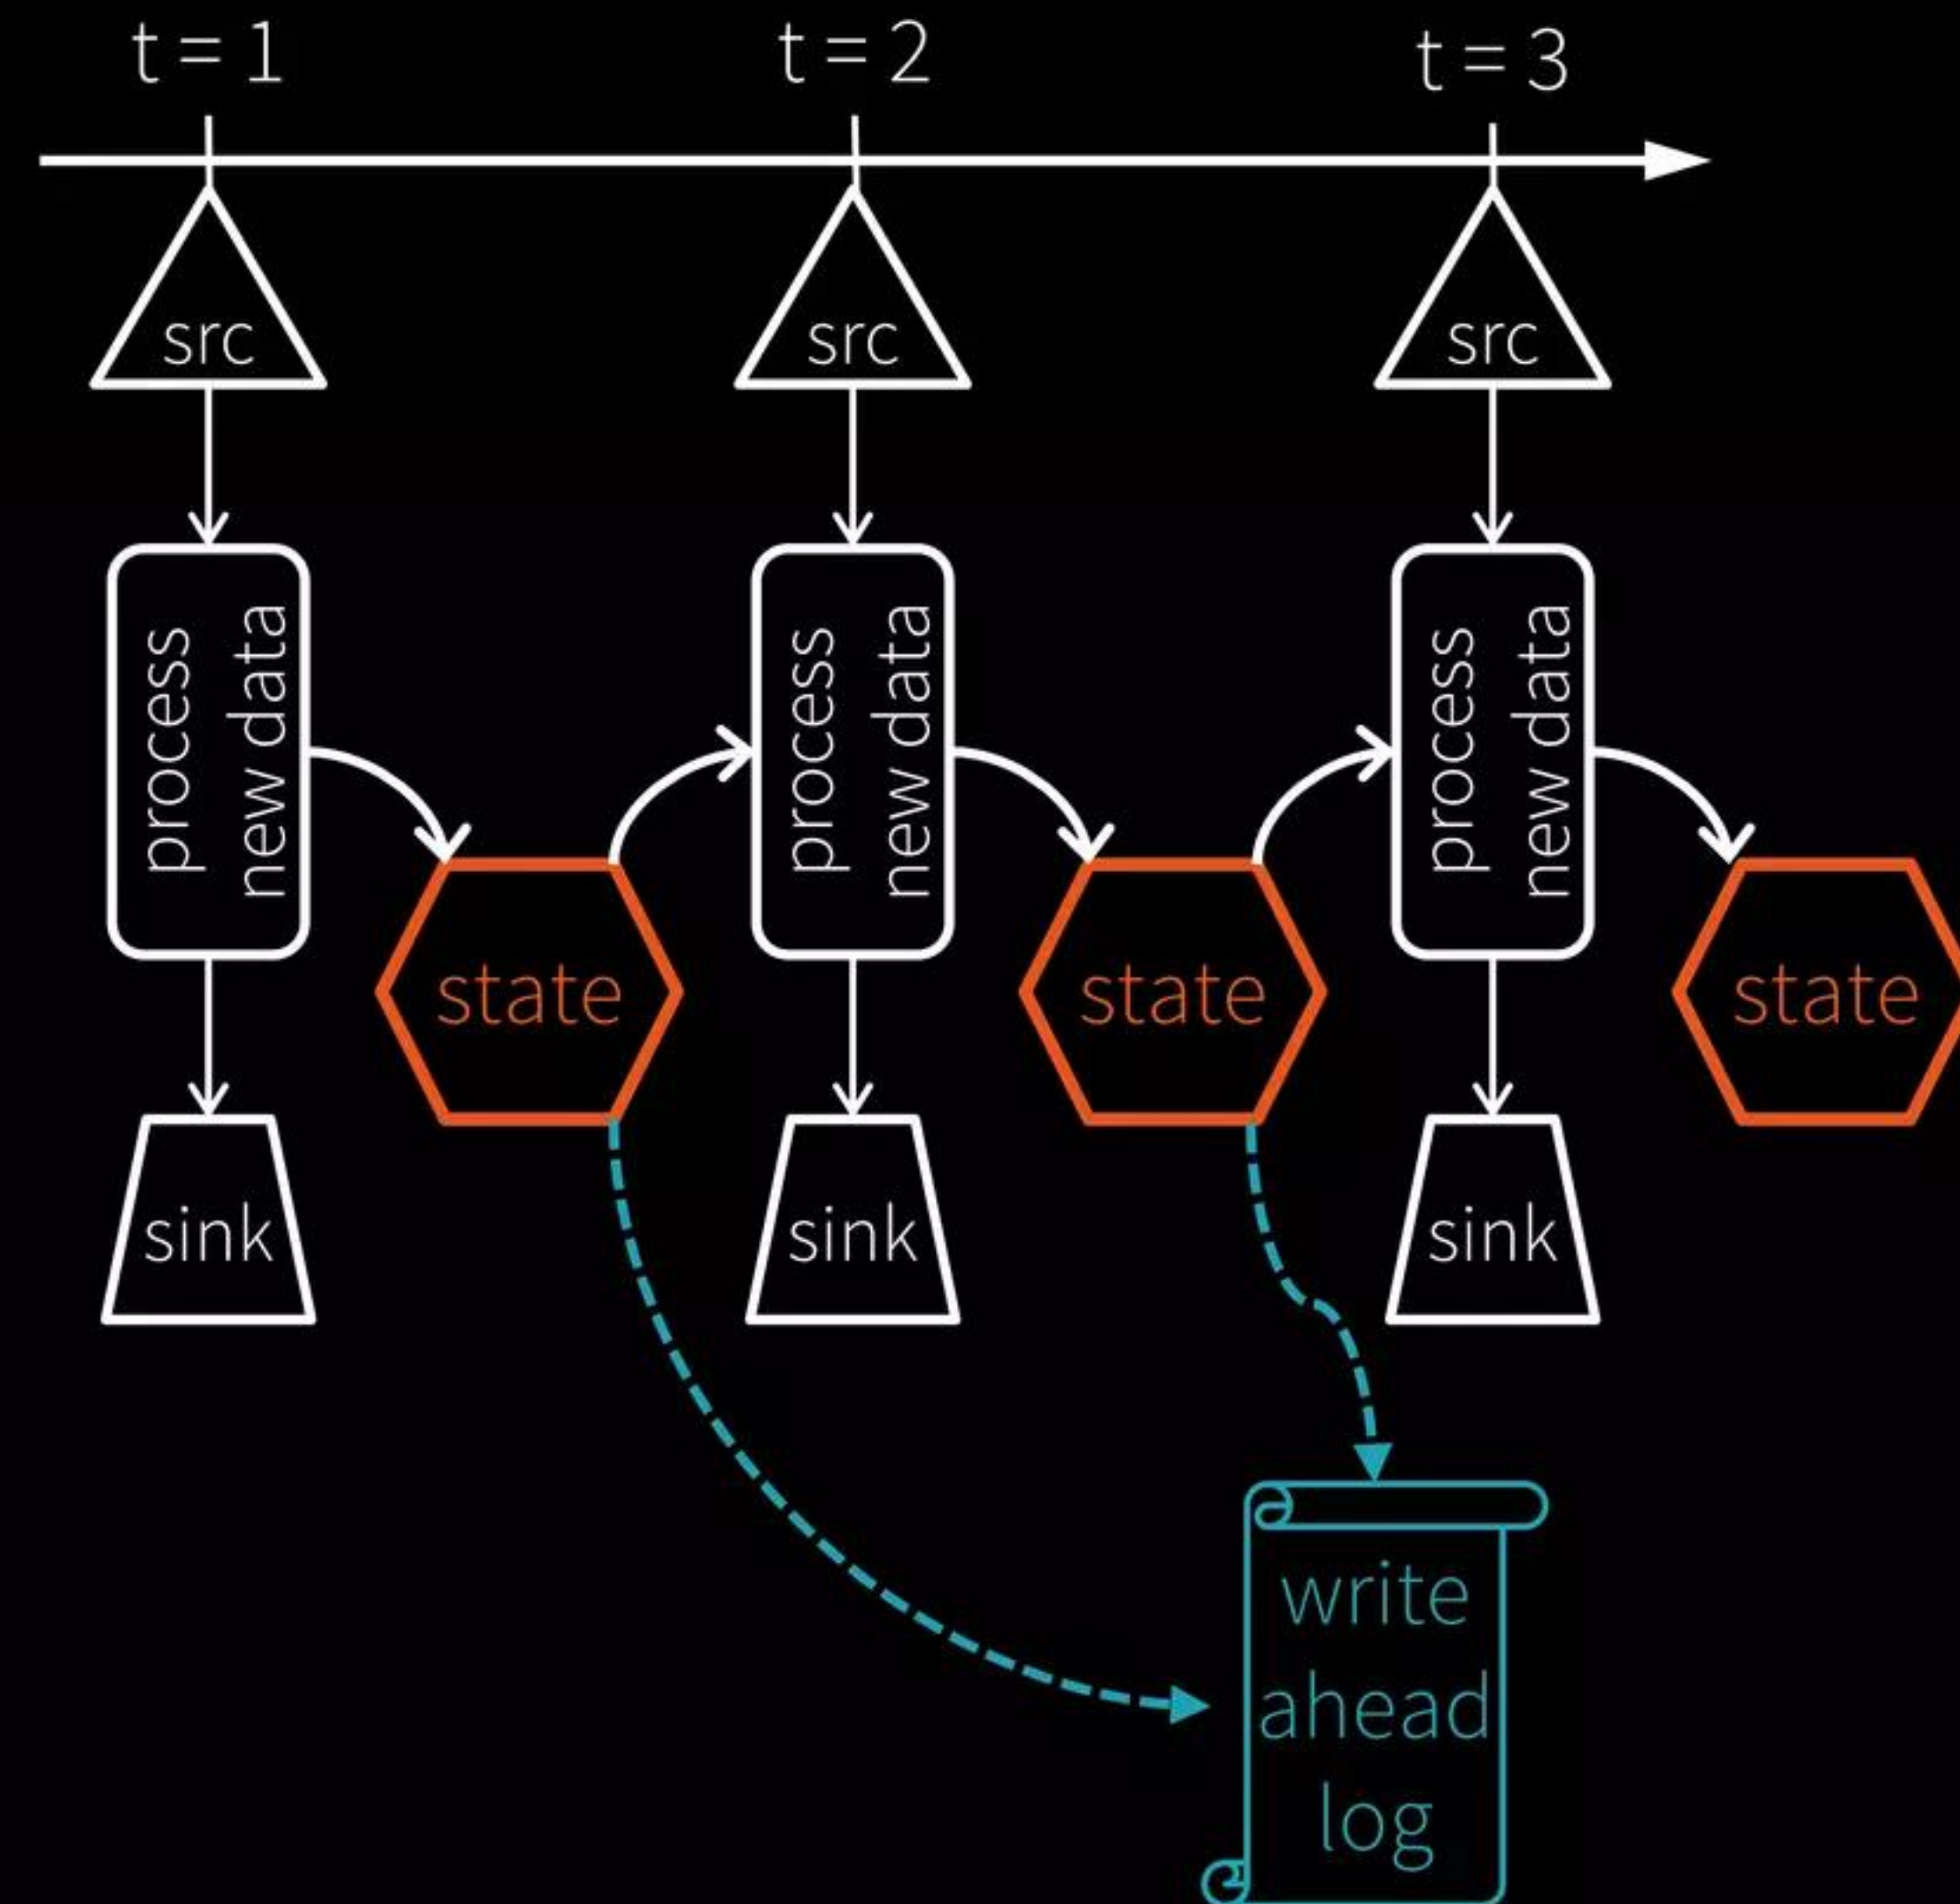 t = 1
t = 2
t = 3
src
src
src
process
new data
process
new data
process
new data
state
state
state
sink
sink
sink
write
ahead
log